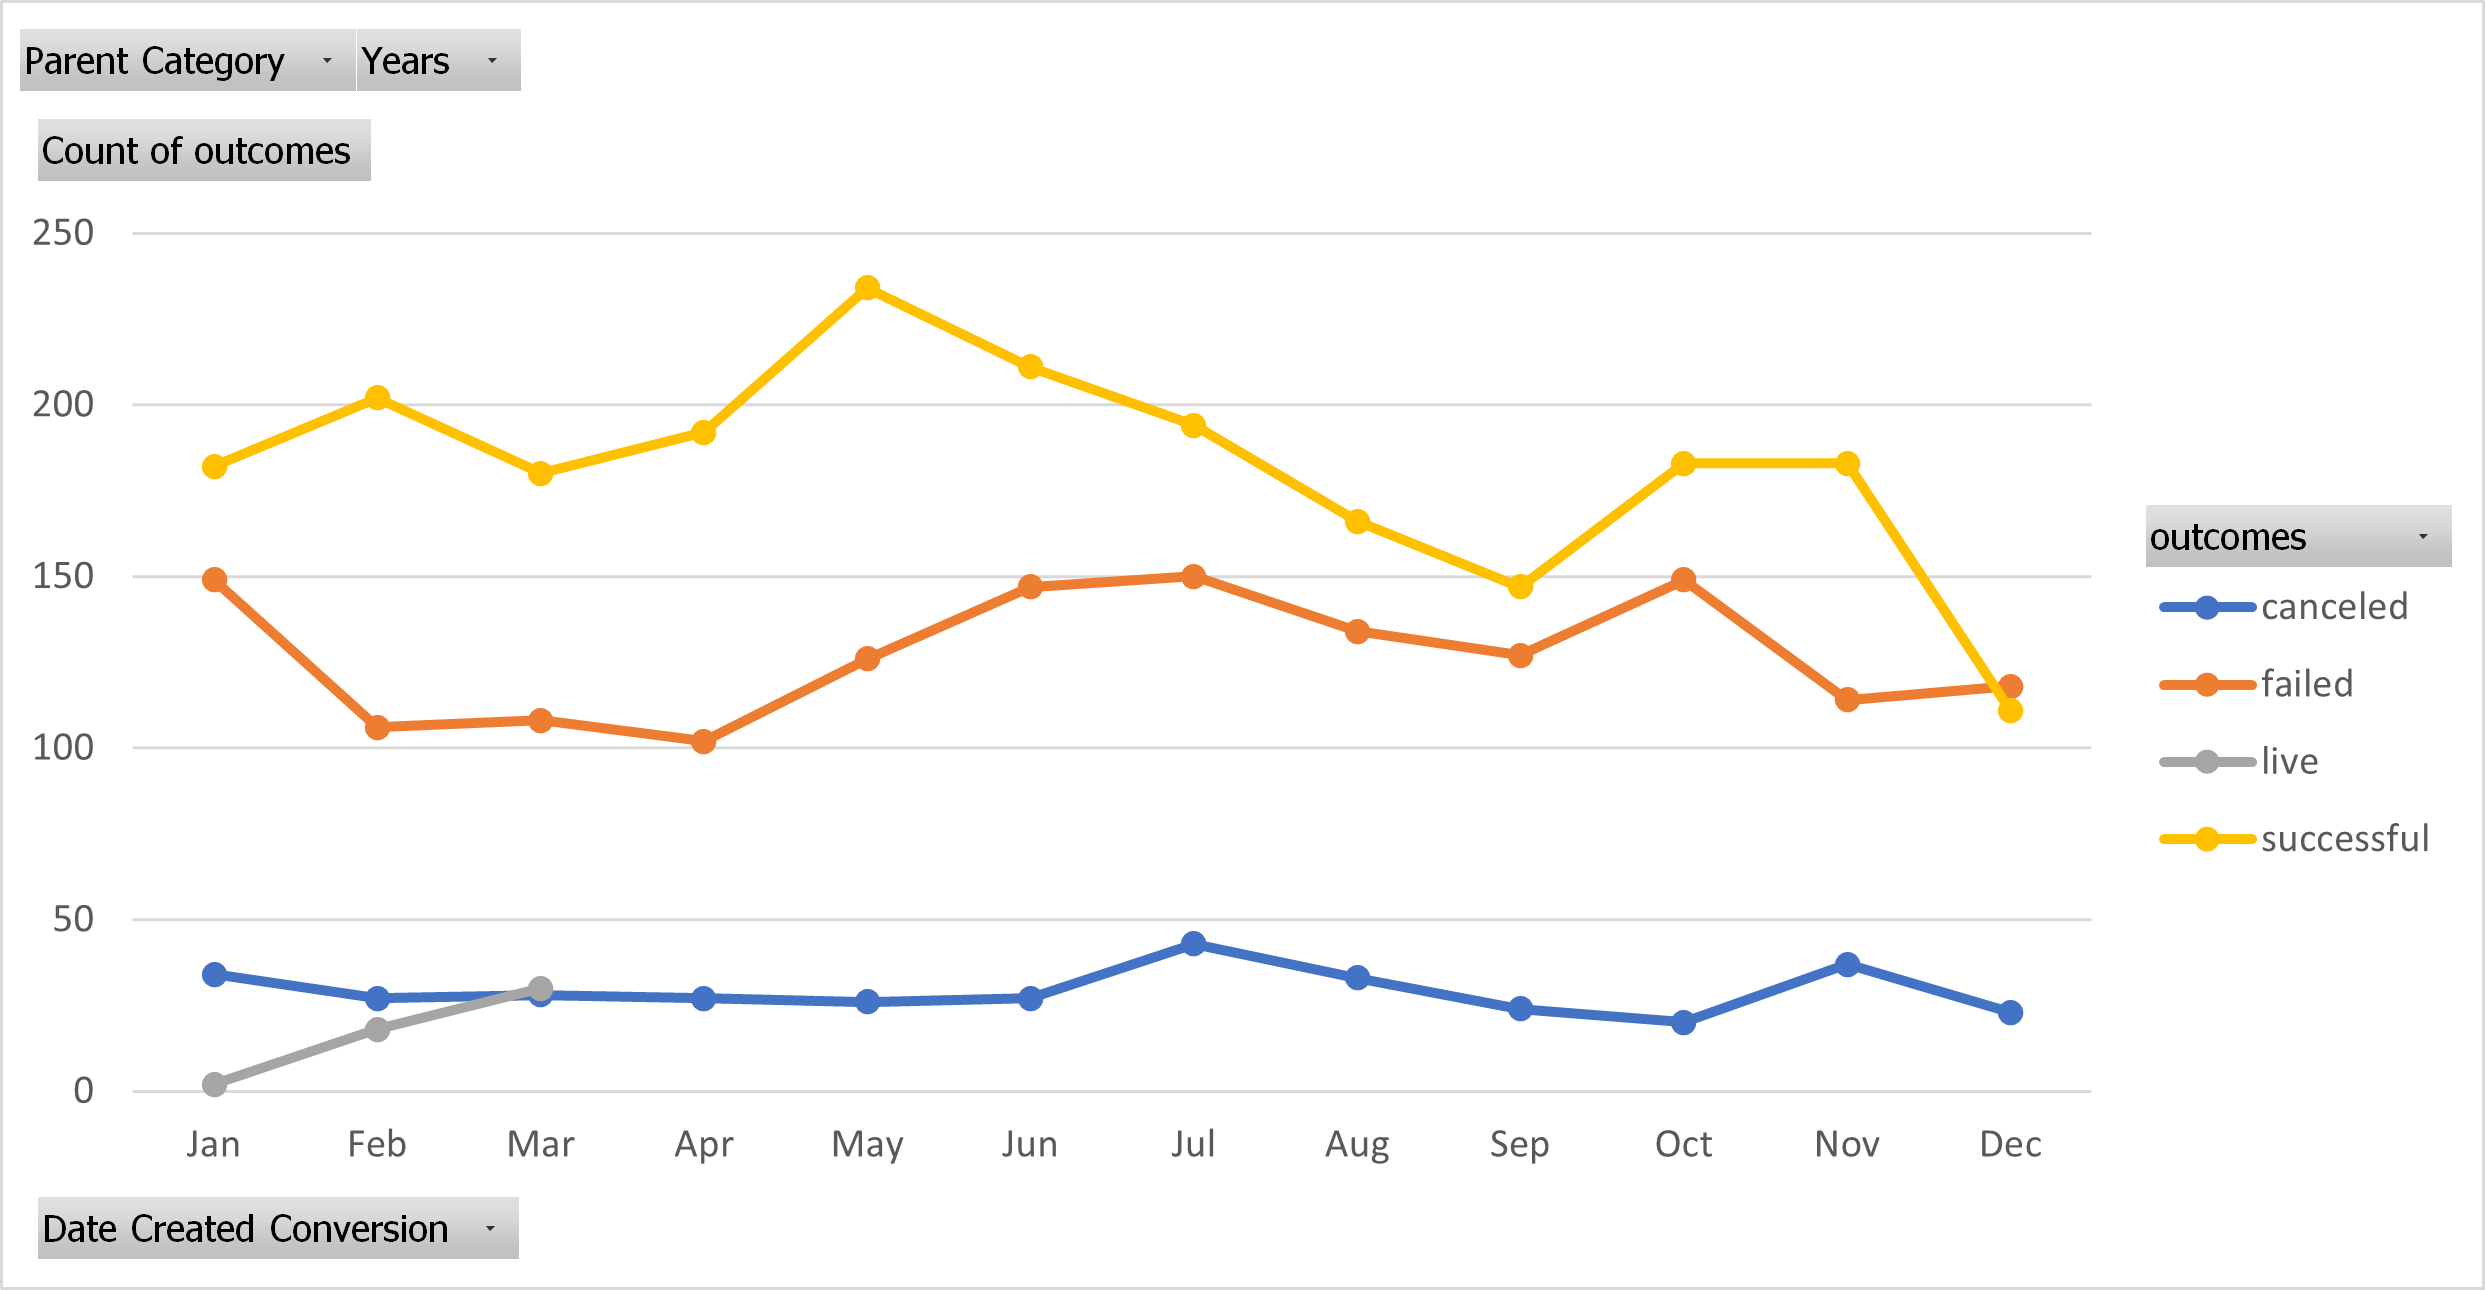 Parent Category Years
Count of outcomes
250
200
150
100
50
0
Jan Feb Mar Apr May Jun Jul Aug Sep Oct Nov Dec
outcomes
canceled
failed
live
successful
Date Created Conversion